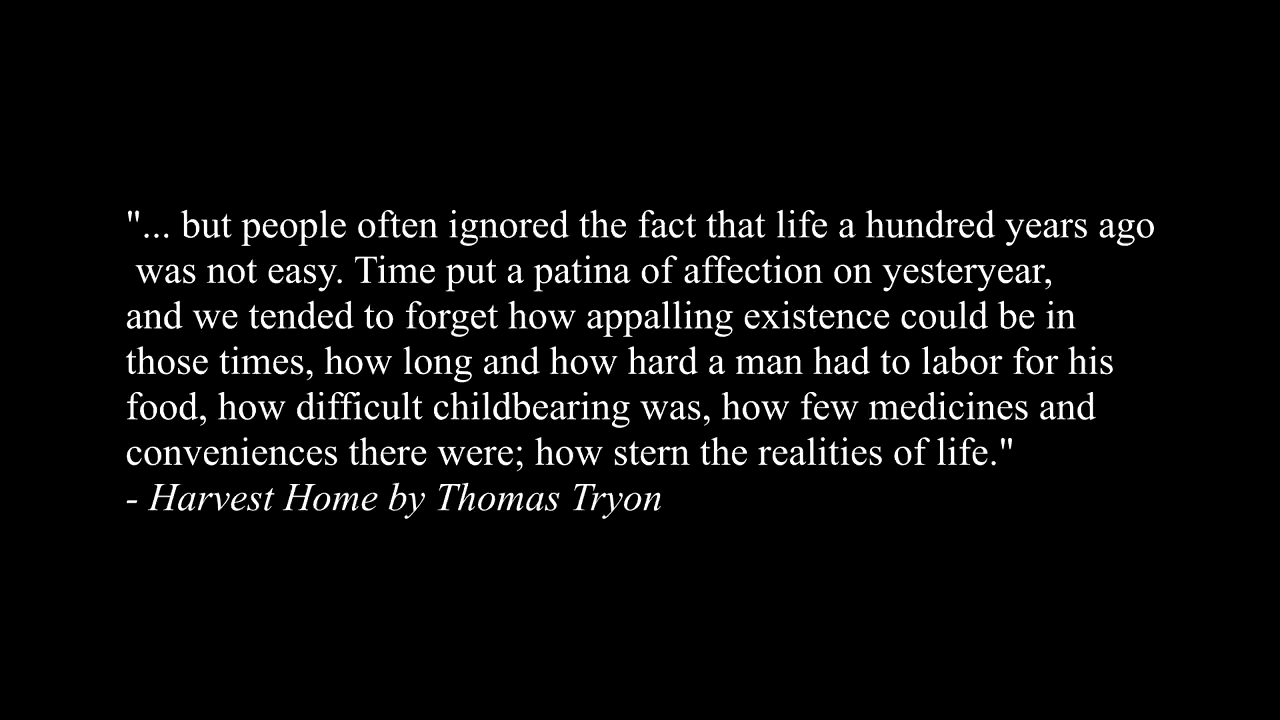 "... but people often ignored the fact that life a hundred years ago
was not easy. Time put a patina of affection on yesteryear,
and we tended to forget how appalling existence could be in
those times, how long and how hard a man had to labor for his
food, how difficult childbearing was, how few medicines and
conveniences there were; how stern the realities of life."
- Harvest Home by Thomas Tryon